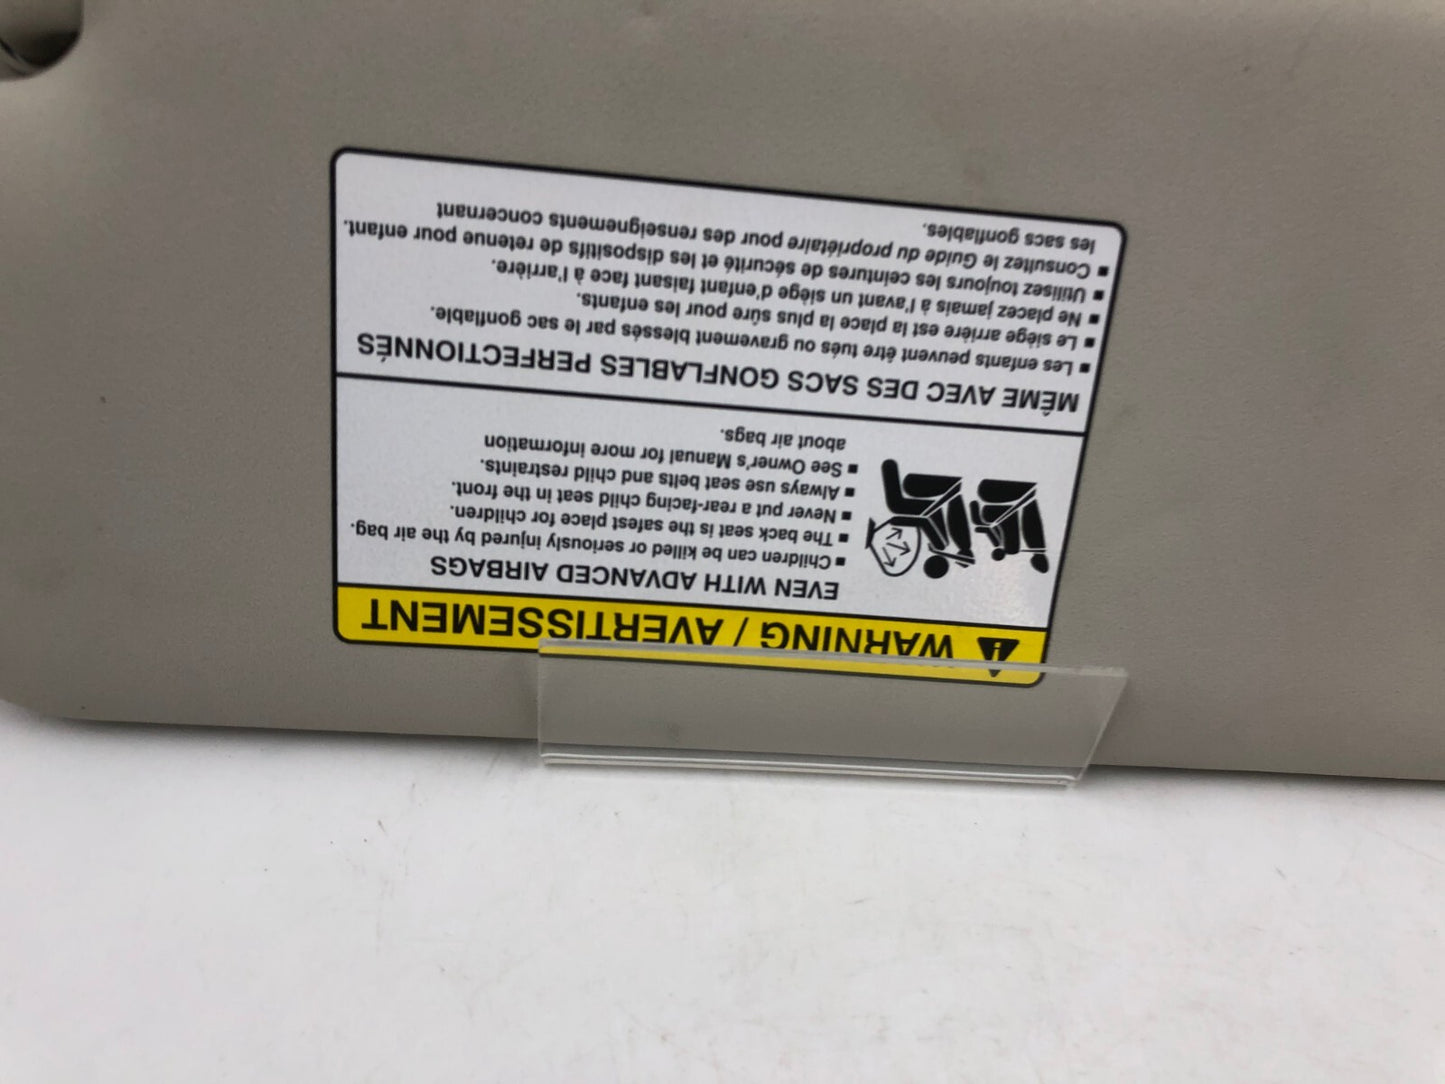 WARNING / AVERTISSEMENT
EVEN WITH ADVANCED AIRBAGS
▪ Children can be killed or seriously injured by the air bag.
▪ The back seat is the safest place for children.
▪ Never put a rear-facing child seat in the front.
▪ Always use seat belts and child restraints.
▪ See Owner's Manual for more information
about air bags.
MÊME AVEC DES SACS GONFLABLES PERFECTIONNÉS
▪ Les enfants peuvent être tués ou gravement blessés par le sac gonflable.
▪ Le siège arrière est la place la plus sûre pour les enfants.
▪ Ne placez jamais à l'avant un siège d'enfant faisant face à l'arrière.
▪ Utilisez toujours les ceintures de sécurité et les dispositifs de retenue pour enfant.
▪ Consultez le Guide du propriétaire pour des renseignements concernant
les sacs gonflables.